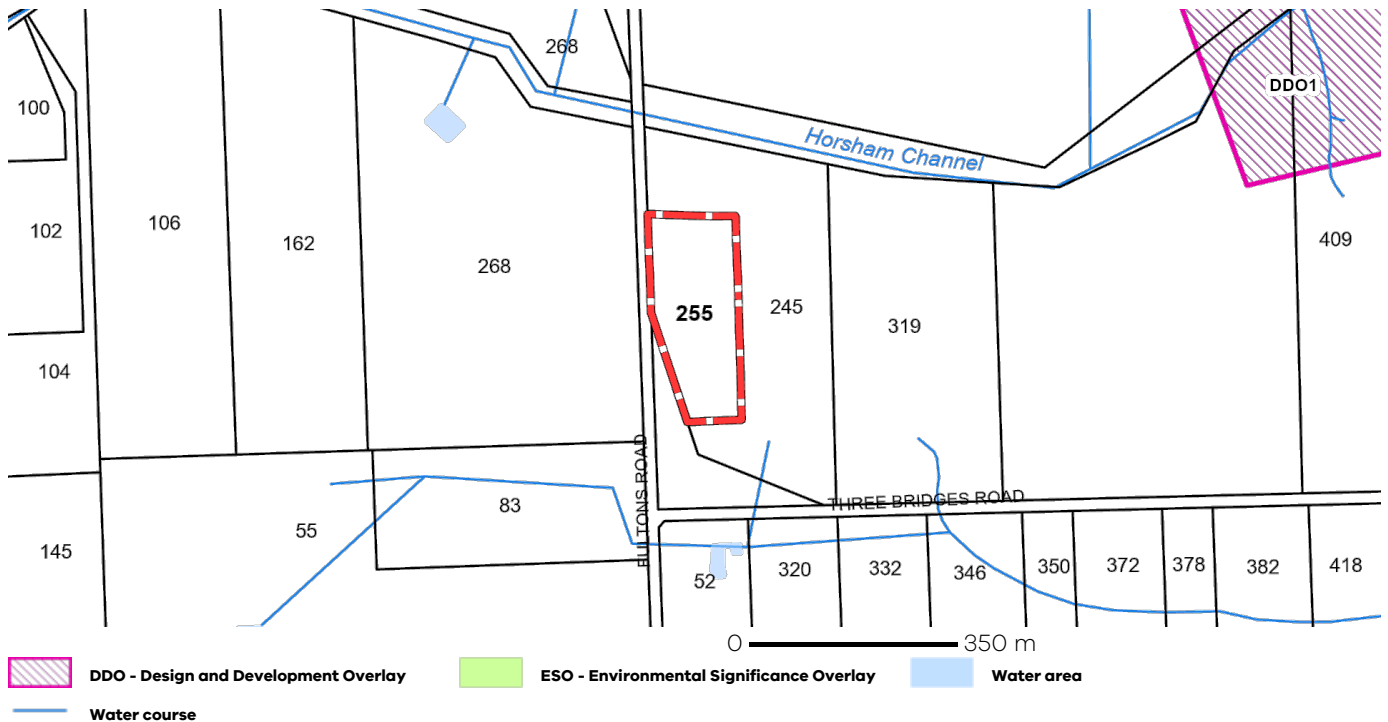 268
100
DDO1
Horsham Channel
102
106
162
268
409
255
245
319
104
FULTONS ROAD
THREE BRIDGES ROAD
145
55
83
52
320
332
346
350
372
378
382
418
0 350 m
DDO - Design and Development Overlay
ESO - Environmental Significance Overlay
Water area
Water course